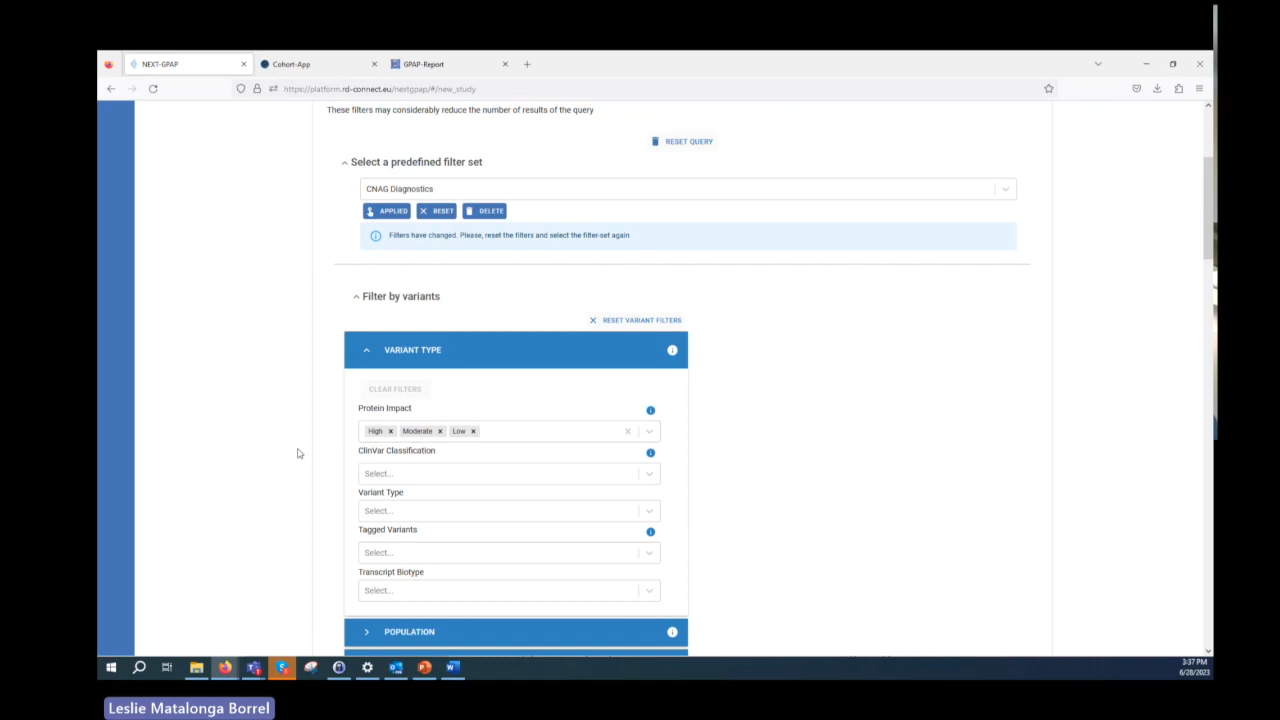 NEXT-GPAP
Cohort-App
GPAP-Report
https://platform.rd-connect.eu/nextgpap/#/new_study
These filters may considerably reduce the number of results of the query
RESET QUERY
Select a predefined filter set
CNAG Diagnostics
APPLIED
RESET
DELETE
Filters have changed. Please, reset the filters and select the filter-set again
Filter by variants
RESET VARIANT FILTERS
VARIANT TYPE
CLEAR FILTERS
Protein Impact
High
Moderate
Low
ClinVar Classification
Select...
Variant Type
Select...
Tagged Variants
Select...
Transcript Biotype
Select...
POPULATION
3:37 PM
6/28/2023
Leslie Matalonga Borrel